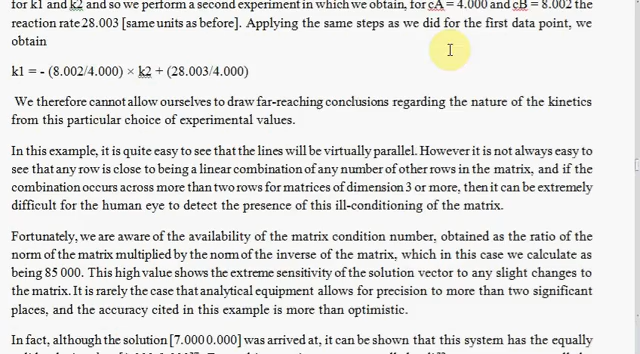 for k1 and k2 and so we perform a second experiment in which we obtain, for cA = 4.000 and cB = 8.002 the
reaction rate 28.003 [same units as before]. Applying the same steps as we did for the first data point, we
obtain
k1 = - (8.002/4.000) × k2 + (28.003/4.000)
We therefore cannot allow ourselves to draw far-reaching conclusions regarding the nature of the kinetics
from this particular choice of experimental values.
In this example, it is quite easy to see that the lines will be virtually parallel. However it is not always easy to
see that any row is close to being a linear combination of any number of other rows in the matrix, and if the
combination occurs across more than two rows for matrices of dimension 3 or more, then it can be extremely
difficult for the human eye to detect the presence of this ill-conditioning of the matrix.
Fortunately, we are aware of the availability of the matrix condition number, obtained as the ratio of the
norm of the matrix multiplied by the norm of the inverse of the matrix, which in this case we calculate as
being 85 000. This high value shows the extreme sensitivity of the solution vector to any slight changes to
the matrix. It is rarely the case that analytical equipment allows for precision to more than two significant
places, and the accuracy cited in this example is more than optimistic.
In fact, although the solution [7.000 0.000] was arrived at, it can be shown that this system has the equally